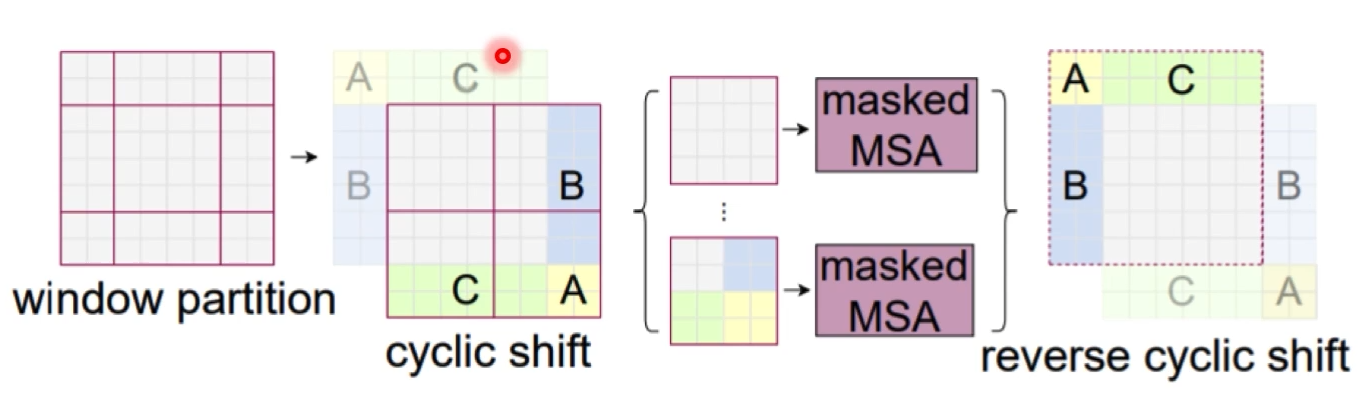 A
C
B
B
C
A
window partition
cyclic shift
masked
MSA
⋮
masked
MSA
A
C
B
B
C
A
reverse cyclic shift